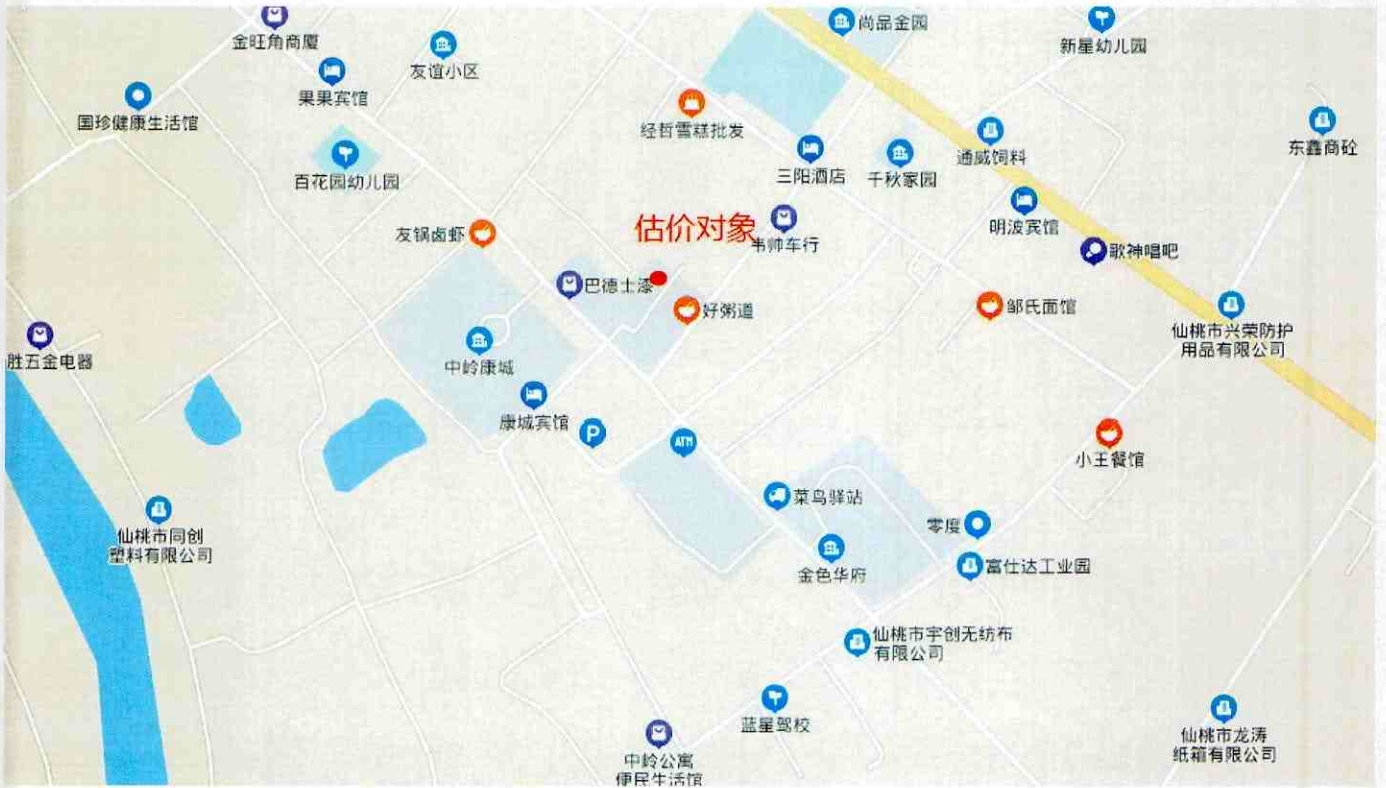 尚品金园
金旺角商厦
新星幼儿园
友谊小区
果果宾馆
国珍健康生活馆
经哲雪糕批发
东鑫商砼
通威饲料
三阳酒店
千秋家园
百花园幼儿园
明波宾馆
估价对象
韦帅车行
友锅卤虾
歌神唱吧
巴德士漆
好粥道
邹氏面馆
仙桃市兴荣防护
用品有限公司
胜五金电器
中岭康城
康城宾馆
P
ATM
小王餐馆
菜鸟驿站
零度
仙桃市同创
塑料有限公司
金色华府
富仕达工业园
仙桃市宇创无纺布
有限公司
蓝星驾校
仙桃市龙涛
纸箱有限公司
中岭公寓
便民生活馆